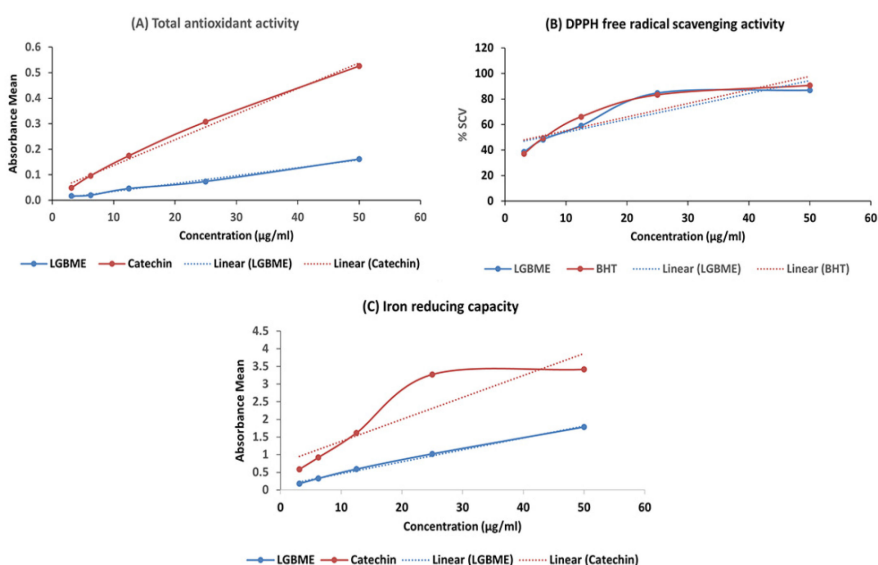 (A) Total antioxidant activity
0.6
0.5
0.4
0.3
0.2
0.1
0.0
0 10 20 30 40 50 60
Absorbance Mean
Concentration (µg/ml)
LGBME Catechin Linear (LGBME) Linear (Catechin)
(B) DPPH free radical scavenging activity
120
100
80
60
40
20
0
0 10 20 30 40 50 60
% SCV
Concentration (µg/ml)
LGBME BHT Linear (LGBME) Linear (BHT)
(C) Iron reducing capacity
4.5
4
3.5
3
2.5
2
1.5
1
0.5
0
0 10 20 30 40 50 60
Absorbance Mean
Concentration (µg/ml)
LGBME Catechin Linear (LGBME) Linear (Catechin)